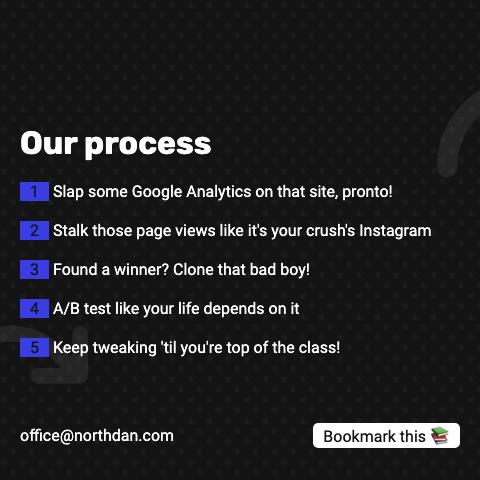 Our process
1 Slap some Google Analytics on that site, pronto!
2 Stalk those page views like it's your crush's Instagram
3 Found a winner? Clone that bad boy!
4 A/B test like your life depends on it
5 Keep tweaking 'til you're top of the class!
office@northdan.com
Bookmark this 📚